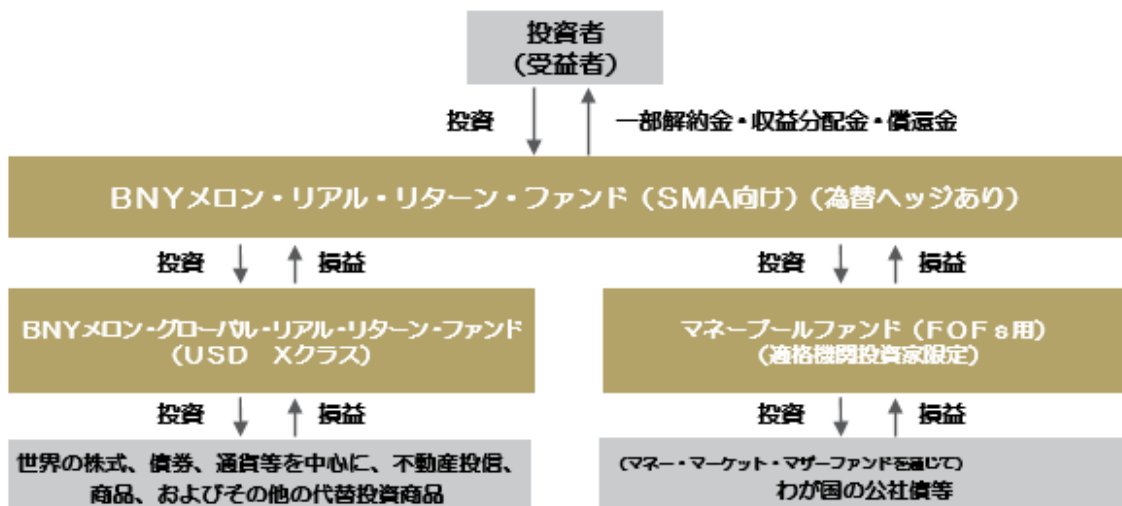 投資者
（受益者）
投資
一部解約金・収益分配金・償還金
ＢＮＹメロン・リアル・リターン・ファンド（ＳＭＡ向け）（為替ヘッジあり）
投資
損益
投資
損益
ＢＮＹメロン・グローバル・リアル・リターン・ファンド
（ＵＳＤ　Ｘクラス）
マネープールファンド（ＦＯＦｓ用）
（適格機関投資家限定）
投資
損益
投資
損益
世界の株式、債券、通貨等を中心に、不動産投信、
商品、およびその他の代替投資商品
（マネー・マーケット・マザーファンドを通じて）
わが国の公社債等